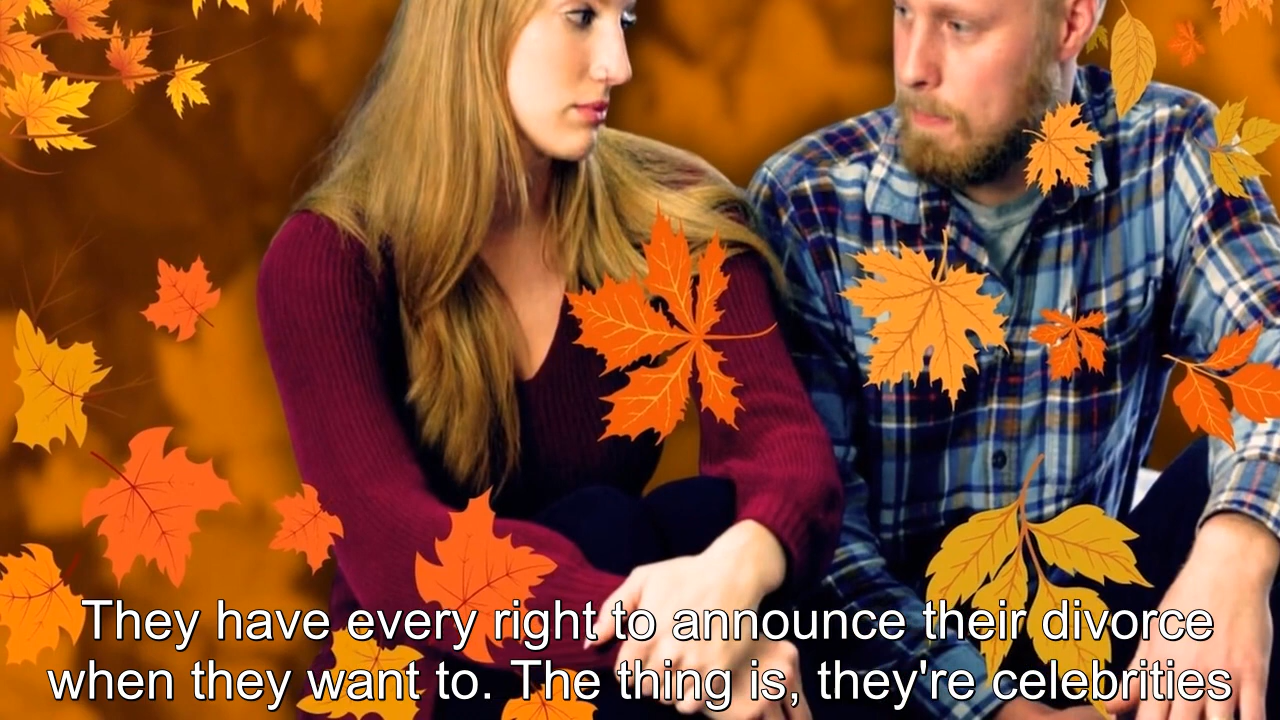 They have every right to announce their divorce
when they want to. The thing is, they're celebrities